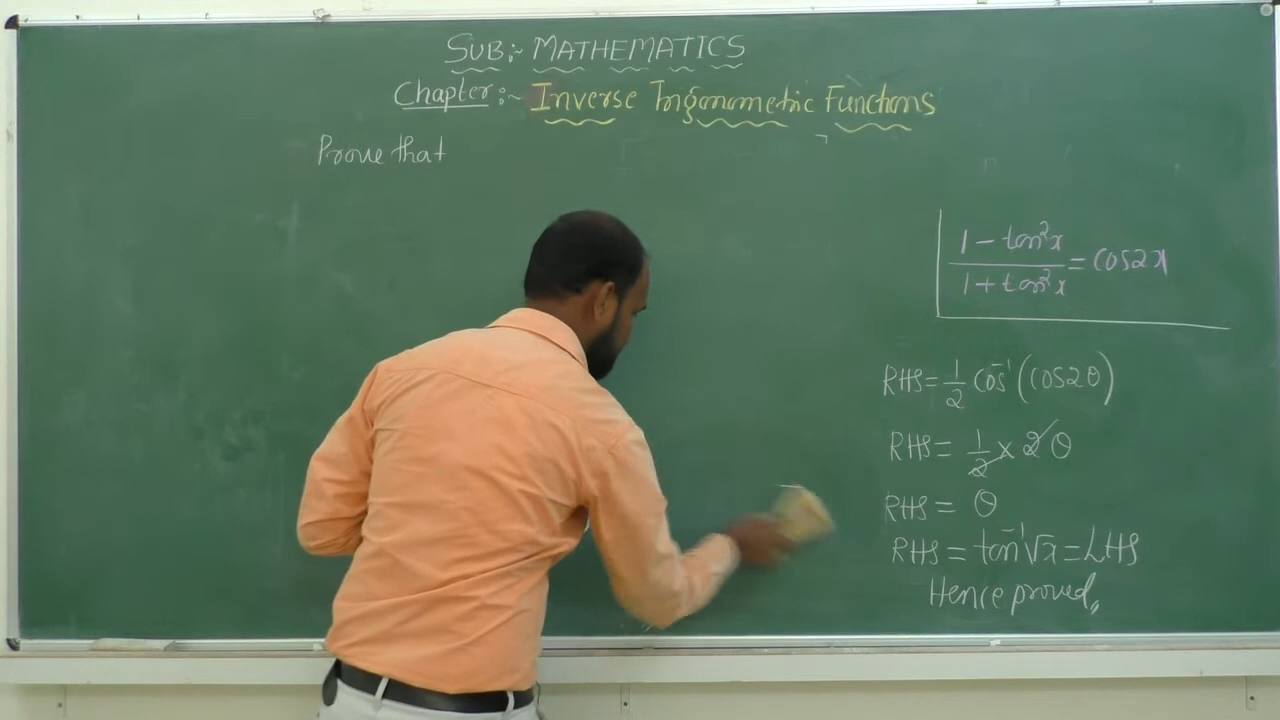 SUB:~ MATHEMATICS
Chapter:~ Inverse Trigonometric Functions
Prove that
(1 - tan²x)/(1 + tan²x) = cos2x
RHS = 1/2 cos⁻¹(cos2θ)
RHS = 1/2 × 2θ
RHS = θ
RHS = tan⁻¹√x = LHS
Hence proved,,